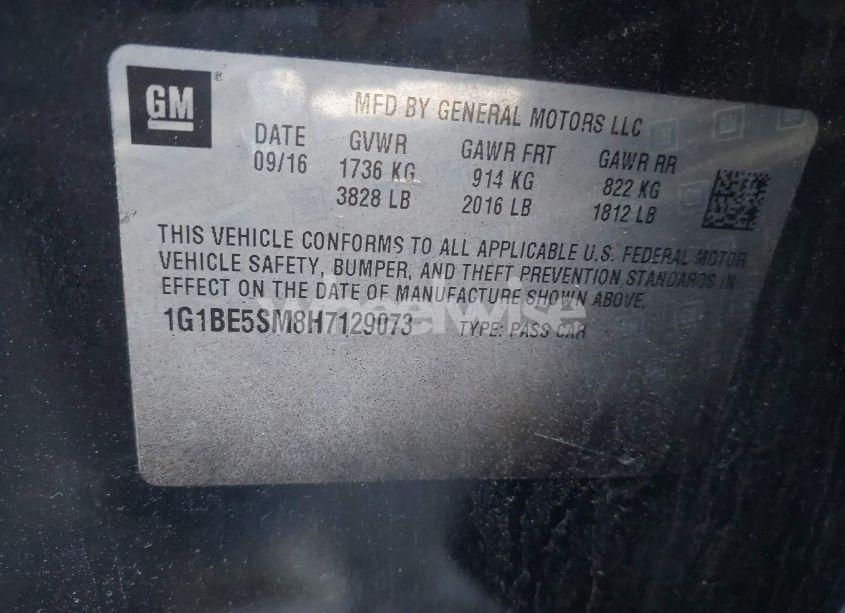 GM
MFD BY GENERAL MOTORS LLC
DATE GVWR GAWR FRT GAWR RR
09/16 1736 KG 914 KG 822 KG
3828 LB 2016 LB 1812 LB
THIS VEHICLE CONFORMS TO ALL APPLICABLE U.S. FEDERAL MOTOR
VEHICLE SAFETY, BUMPER, AND THEFT PREVENTION STANDARDS IN
EFFECT ON THE DATE OF MANUFACTURE SHOWN ABOVE.
1G1BE5SM8H7129073 TYPE: PASS CAR